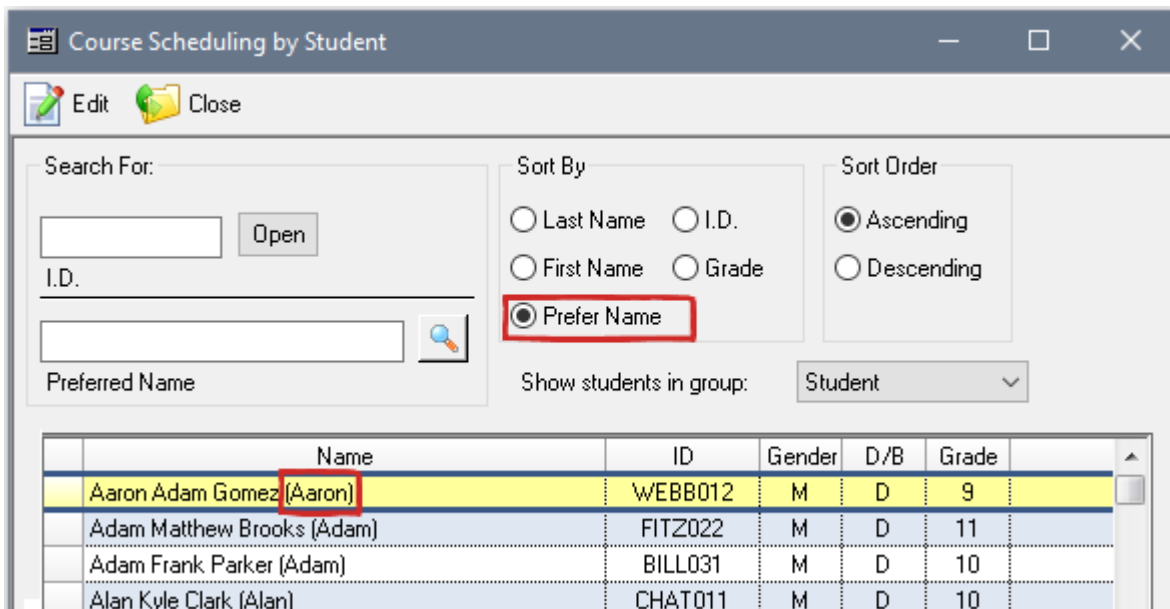 Course Scheduling by Student
Edit Close
Search For:
Open
I.D.
Preferred Name
Sort By
Last Name I.D.
First Name Grade
Prefer Name
Sort Order
Ascending
Descending
Show students in group: Student
Name ID Gender D/B Grade
Aaron Adam Gomez (Aaron) WEBB012 M D 9
Adam Matthew Brooks (Adam) FITZ022 M D 11
Adam Frank Parker (Adam) BILL031 M D 10
Alan Kyle Clark (Alan) CHAT011 M D 10